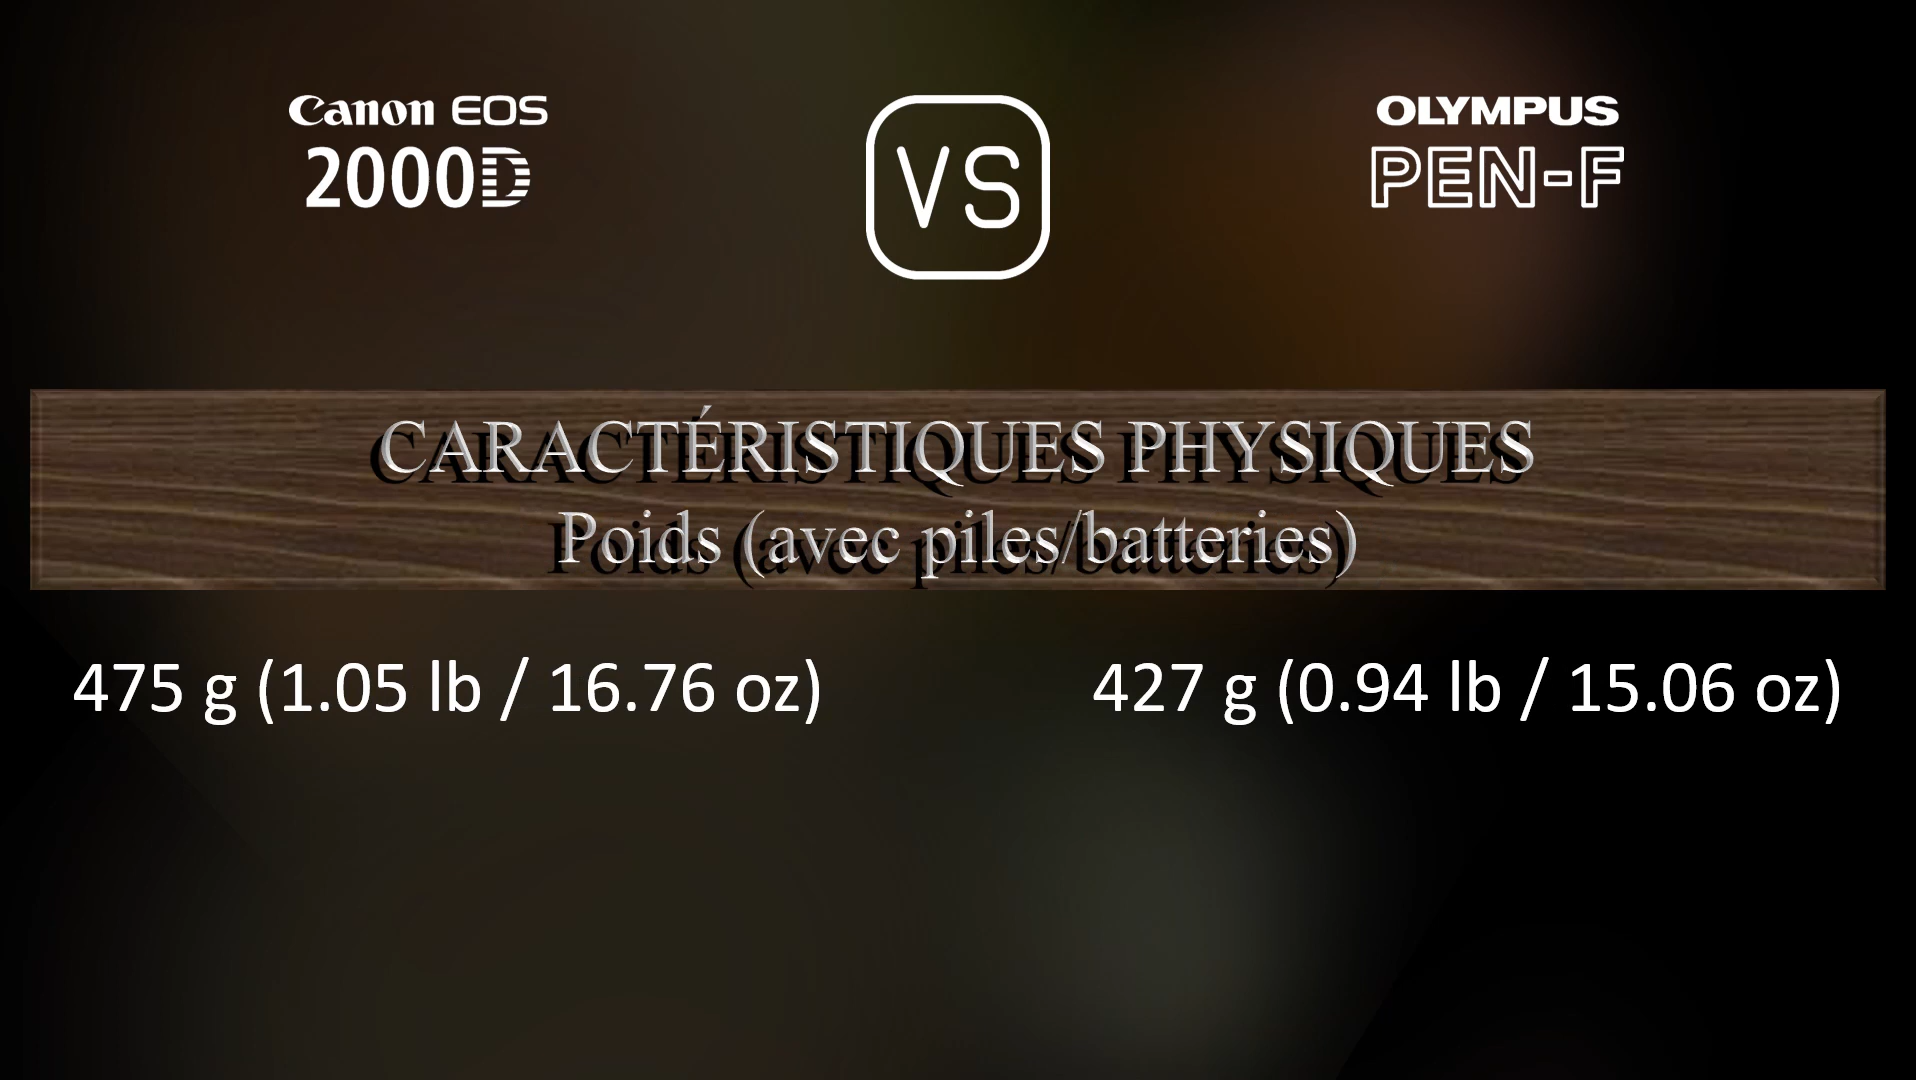 Canon EOS
2000D
VS
OLYMPUS
PEN-F
CARACTÉRISTIQUES PHYSIQUES
Poids (avec piles/batteries)
475 g (1.05 lb / 16.76 oz)
427 g (0.94 lb / 15.06 oz)